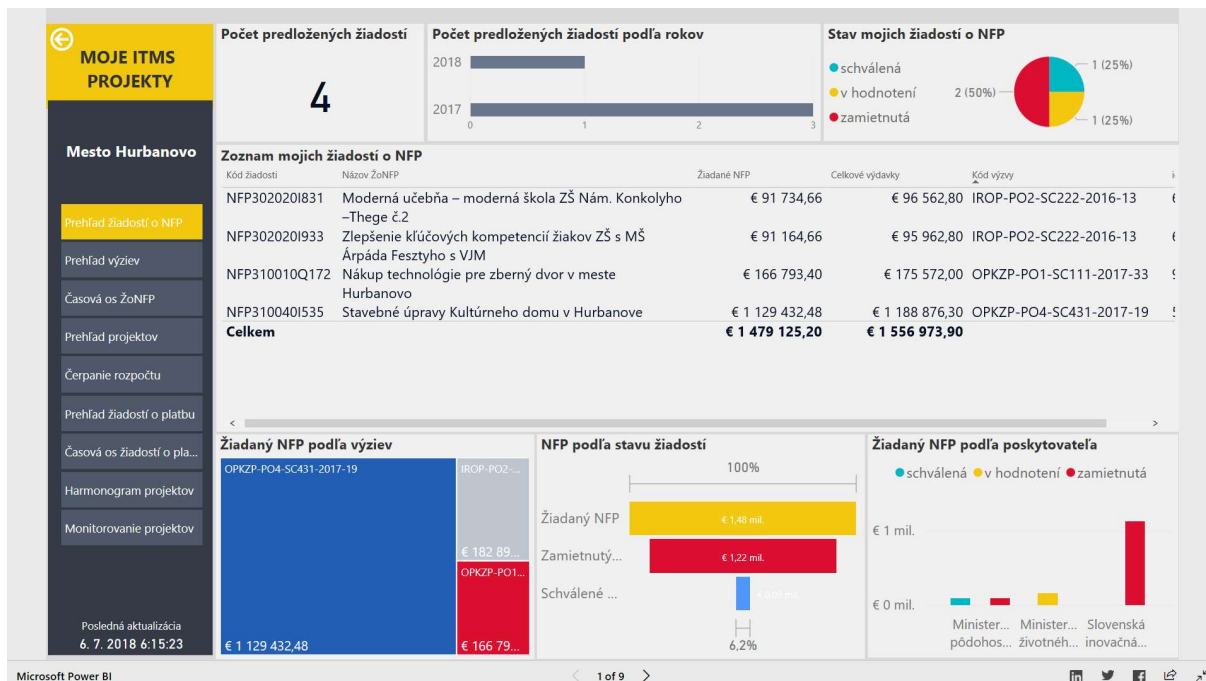 MOJE ITMS
PROJEKTY
Mesto Hurbanovo
Prehľad žiadostí o NFP
Prehľad výziev
Časová os ŽoNFP
Prehľad projektov
Čerpanie rozpočtu
Prehľad žiadostí o platbu
Časová os žiadostí o pla...
Harmonogram projektov
Monitorovanie projektov
Posledná aktualizácia
6. 7. 2018 6:15:23
Počet predložených žiadostí
4
Počet predložených žiadostí podľa rokov
2018
2017
0 1 2 3
Stav mojich žiadostí o NFP
schválená
v hodnotení
zamietnutá
1 (25%)
2 (50%)
1 (25%)
Zoznam mojich žiadostí o NFP
Kód žiadosti Názov ŽoNFP Žiadané NFP Celkové výdavky Kód výzvy
NFP302020I831 Moderná učebňa – moderná škola ZŠ Nám. Konkolyho € 91 734,66 € 96 562,80 IROP-PO2-SC222-2016-13
–Thege č.2
NFP302020I933 Zlepšenie kľúčových kompetencií žiakov ZŠ s MŠ € 91 164,66 € 95 962,80 IROP-PO2-SC222-2016-13
Árpáda Fesztyho s VJM
NFP310010Q172 Nákup technológie pre zberný dvor v meste € 166 793,40 € 175 572,00 OPKZP-PO1-SC111-2017-33
Hurbanovo
NFP310040I535 Stavebné úpravy Kultúrneho domu v Hurbanove € 1 129 432,48 € 1 188 876,30 OPKZP-PO4-SC431-2017-19
Celkem € 1 479 125,20 € 1 556 973,90
Žiadaný NFP podľa výziev
OPKZP-PO4-SC431-2017-19
€ 1 129 432,48
IROP-PO2-...
€ 182 89...
OPKZP-PO1...
€ 166 79...
NFP podľa stavu žiadostí
100%
Žiadaný NFP € 1,48 mil.
Zamietnutý... € 1,22 mil.
Schválené ... € 0,09 mil.
6,2%
Žiadaný NFP podľa poskytovateľa
schválená v hodnotení zamietnutá
€ 1 mil.
€ 0 mil.
Minister... Minister... Slovenská
pôdohos... životnéh... inovačná...
Microsoft Power BI
1 of 9